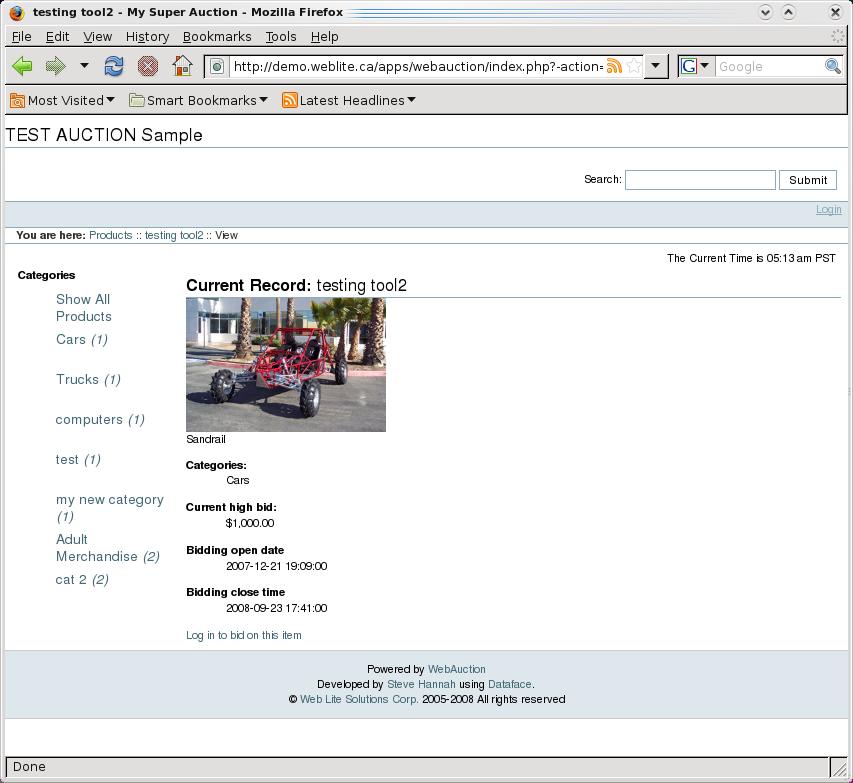 testing tool2 - My Super Auction - Mozilla Firefox
File Edit View History Bookmarks Tools Help
http://demo.weblite.ca/apps/webauction/index.php?-action= G Google
Most Visited Smart Bookmarks Latest Headlines
TEST AUCTION Sample
Search: Submit
Login
You are here: Products :: testing tool2 :: View
The Current Time is 05:13 am PST
Categories
Show All
Products
Cars (1)
Trucks (1)
computers (1)
test (1)
my new category
(1)
Adult
Merchandise (2)
cat 2 (2)
Current Record: testing tool2
Sandrail
Categories:
Cars
Current high bid:
$1,000.00
Bidding open date
2007-12-21 19:09:00
Bidding close time
2008-09-23 17:41:00
Log in to bid on this item
Powered by WebAuction
Developed by Steve Hannah using Dataface.
© Web Lite Solutions Corp. 2005-2008 All rights reserved
Done